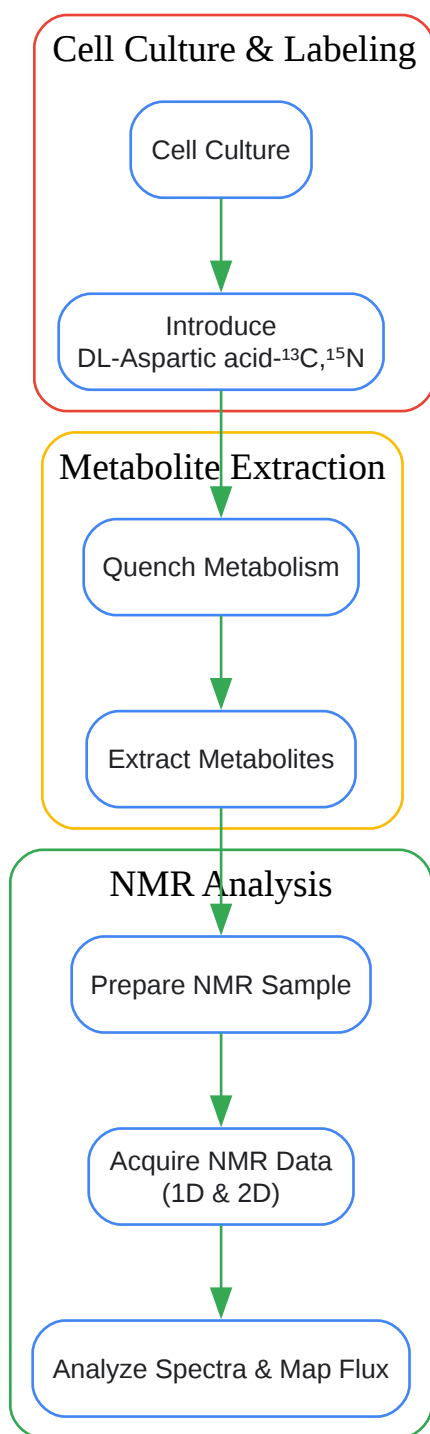 Cell Culture & Labeling
Cell Culture
Introduce
DL-Aspartic acid-¹³C,¹⁵N
Metabolite Extraction
Quench Metabolism
Extract Metabolites
NMR Analysis
Prepare NMR Sample
Acquire NMR Data
(1D & 2D)
Analyze Spectra & Map Flux